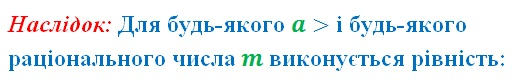 Наслідок: Для будь-якого a > і будь-якого
раціонального числа m виконується рівність: